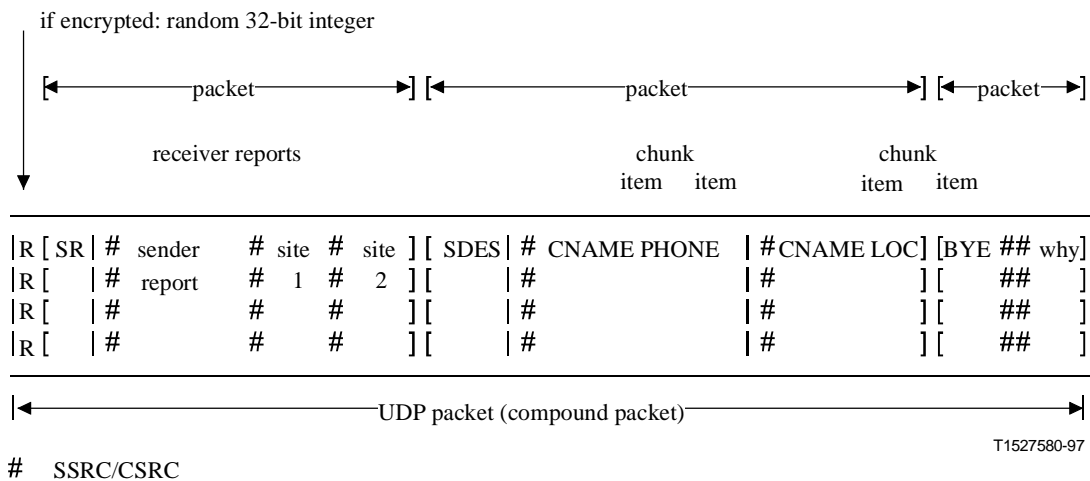 if encrypted: random 32-bit integer
[packet] [packet] [packet]
receiver reports chunk chunk
item item item item
|R [ SR | # sender # site # site ] [ SDES | # CNAME PHONE | # CNAME LOC] [BYE ## why]
|R [ | # report # 1 # 2 ] [ | # | # ] [ ## ]
|R [ | # # # ] [ | # | # ] [ ## ]
|R [ | # # # ] [ | # | # ] [ ## ]
UDP packet (compound packet)
T1527580-97
# SSRC/CSRC